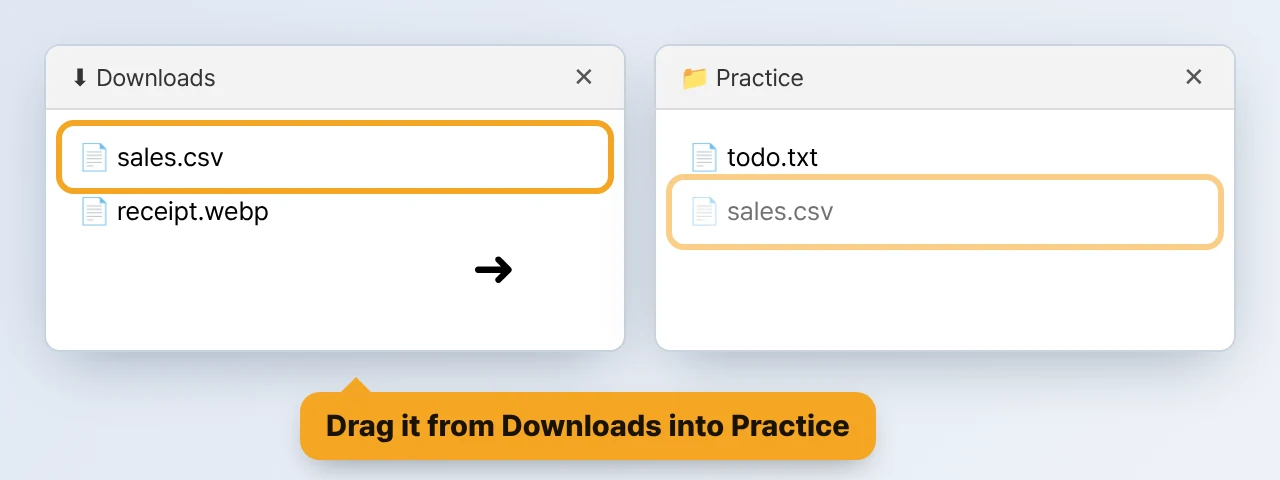 Downloads
sales.csv
receipt.webp
Practice
todo.txt
sales.csv
Drag it from Downloads into Practice